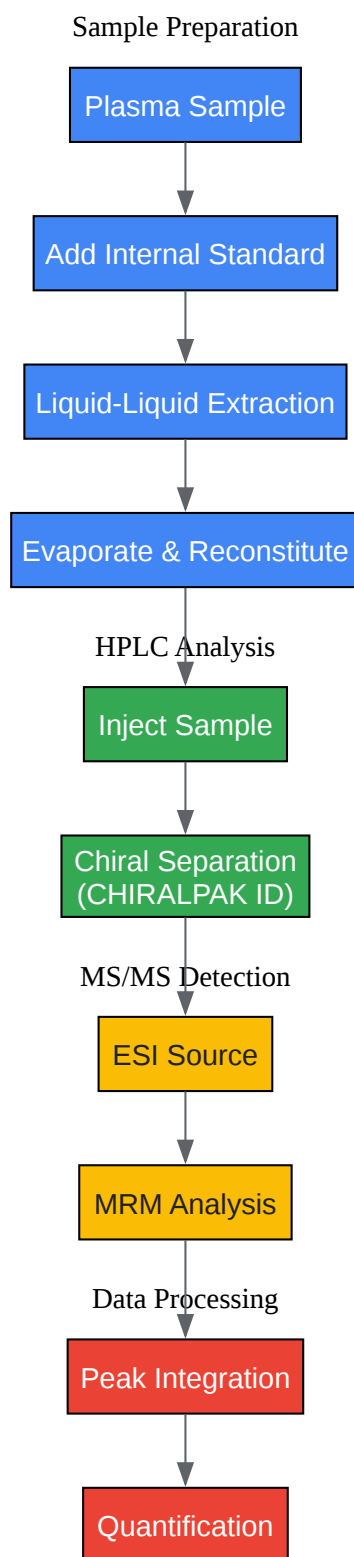 Sample Preparation
Plasma Sample
Add Internal Standard
Liquid-Liquid Extraction
Evaporate & Reconstitute
HPLC Analysis
Inject Sample
Chiral Separation
(CHIRALPAK ID)
MS/MS Detection
ESI Source
MRM Analysis
Data Processing
Peak Integration
Quantification